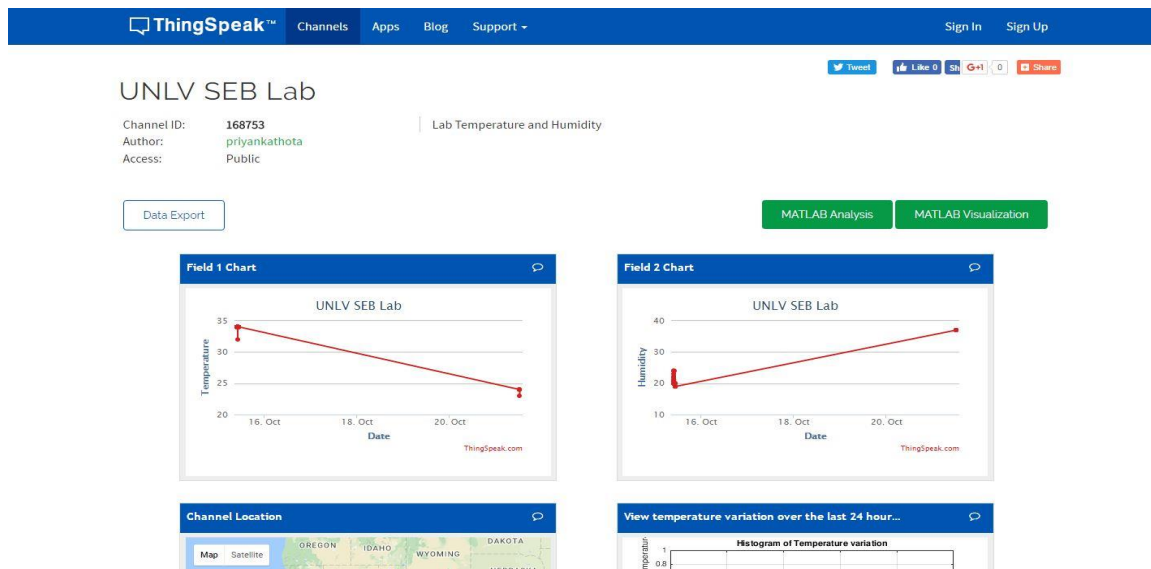 ThingSpeak™ Channels Apps Blog Support Sign In Sign Up
Tweet Like 0 Sh G+1 0 Share
UNLV SEB Lab
Channel ID: 168753
Author: priyankathota
Access: Public
Lab Temperature and Humidity
Data Export
MATLAB Analysis MATLAB Visualization
Field 1 Chart
UNLV SEB Lab
Temperature
35
30
25
20
16. Oct 18. Oct 20. Oct
Date
ThingSpeak.com
Field 2 Chart
UNLV SEB Lab
Humidity
40
30
20
10
16. Oct 18. Oct 20. Oct
Date
ThingSpeak.com
Channel Location
Map Satellite
OREGON IDAHO WYOMING DAKOTA
View temperature variation over the last 24 hour...
Histogram of Temperature variation
1
0.8